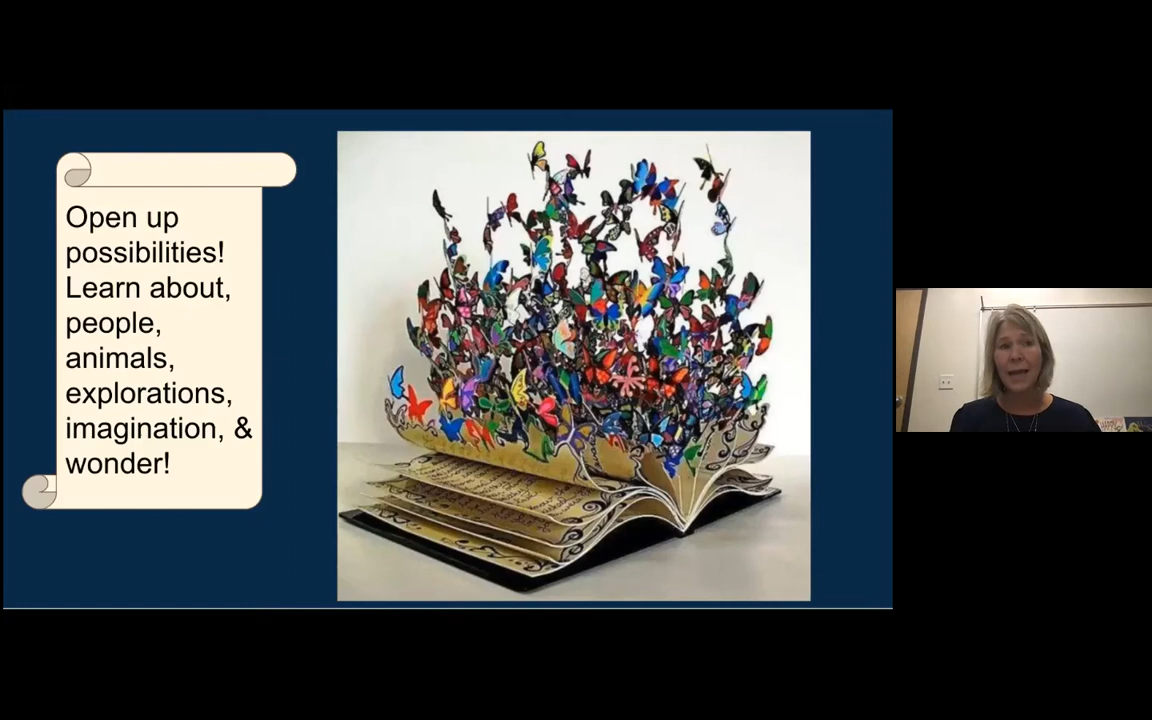 Open up
possibilities!
Learn about,
people,
animals,
explorations,
imagination, &
wonder!